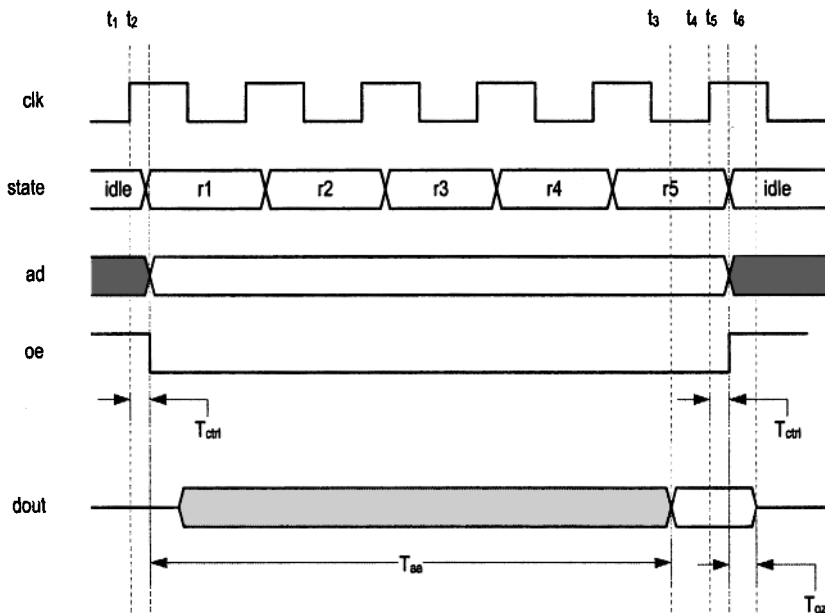 t1 t2 t3 t4 t5 t6
clk
state idle r1 r2 r3 r4 r5 idle
ad
oe
Tctrl Tctrl
dout
Taa